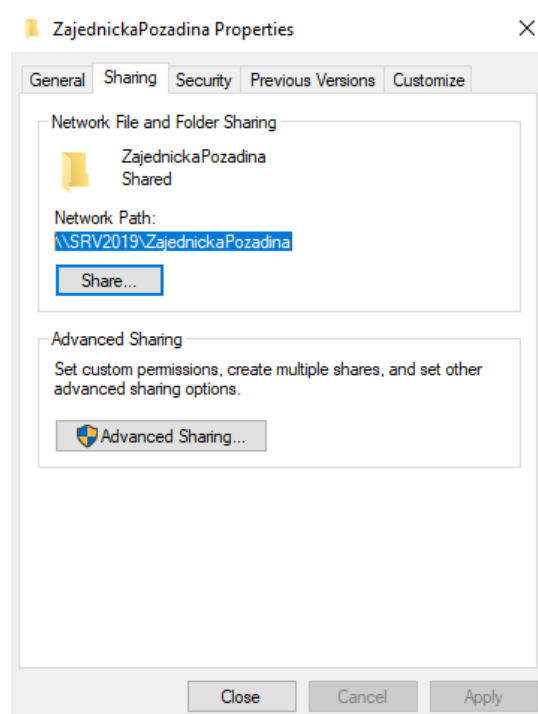 ZajednickaPozadina Properties
General Sharing Security Previous Versions Customize
Network File and Folder Sharing
ZajednickaPozadina
Shared
Network Path:
\\SRV2019\ZajednickaPozadina
Share...
Advanced Sharing
Set custom permissions, create multiple shares, and set other
advanced sharing options.
Advanced Sharing...
Close Cancel Apply